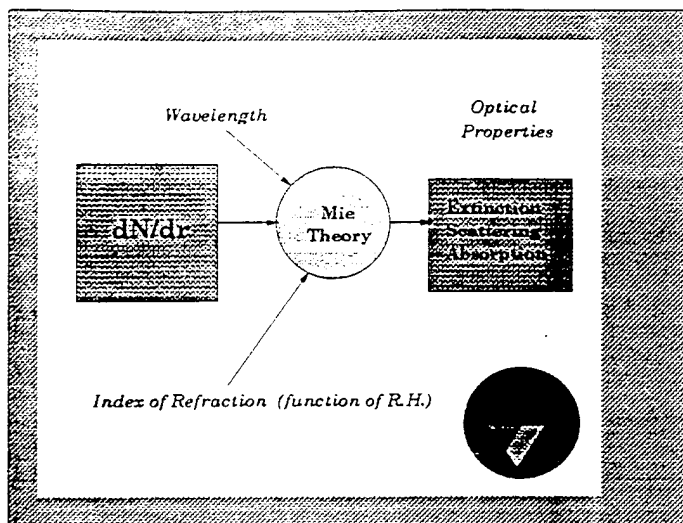 Wavelength
Optical
Properties
dN/dr
Mie
Theory
Extinction
Scattering
Absorption
Index of Refraction (function of R.H.)